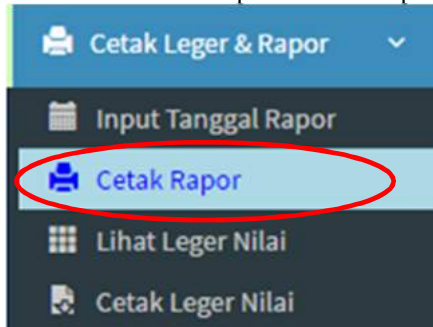 Cetak Leger & Rapor
Input Tanggal Rapor
Cetak Rapor
Lihat Leger Nilai
Cetak Leger Nilai